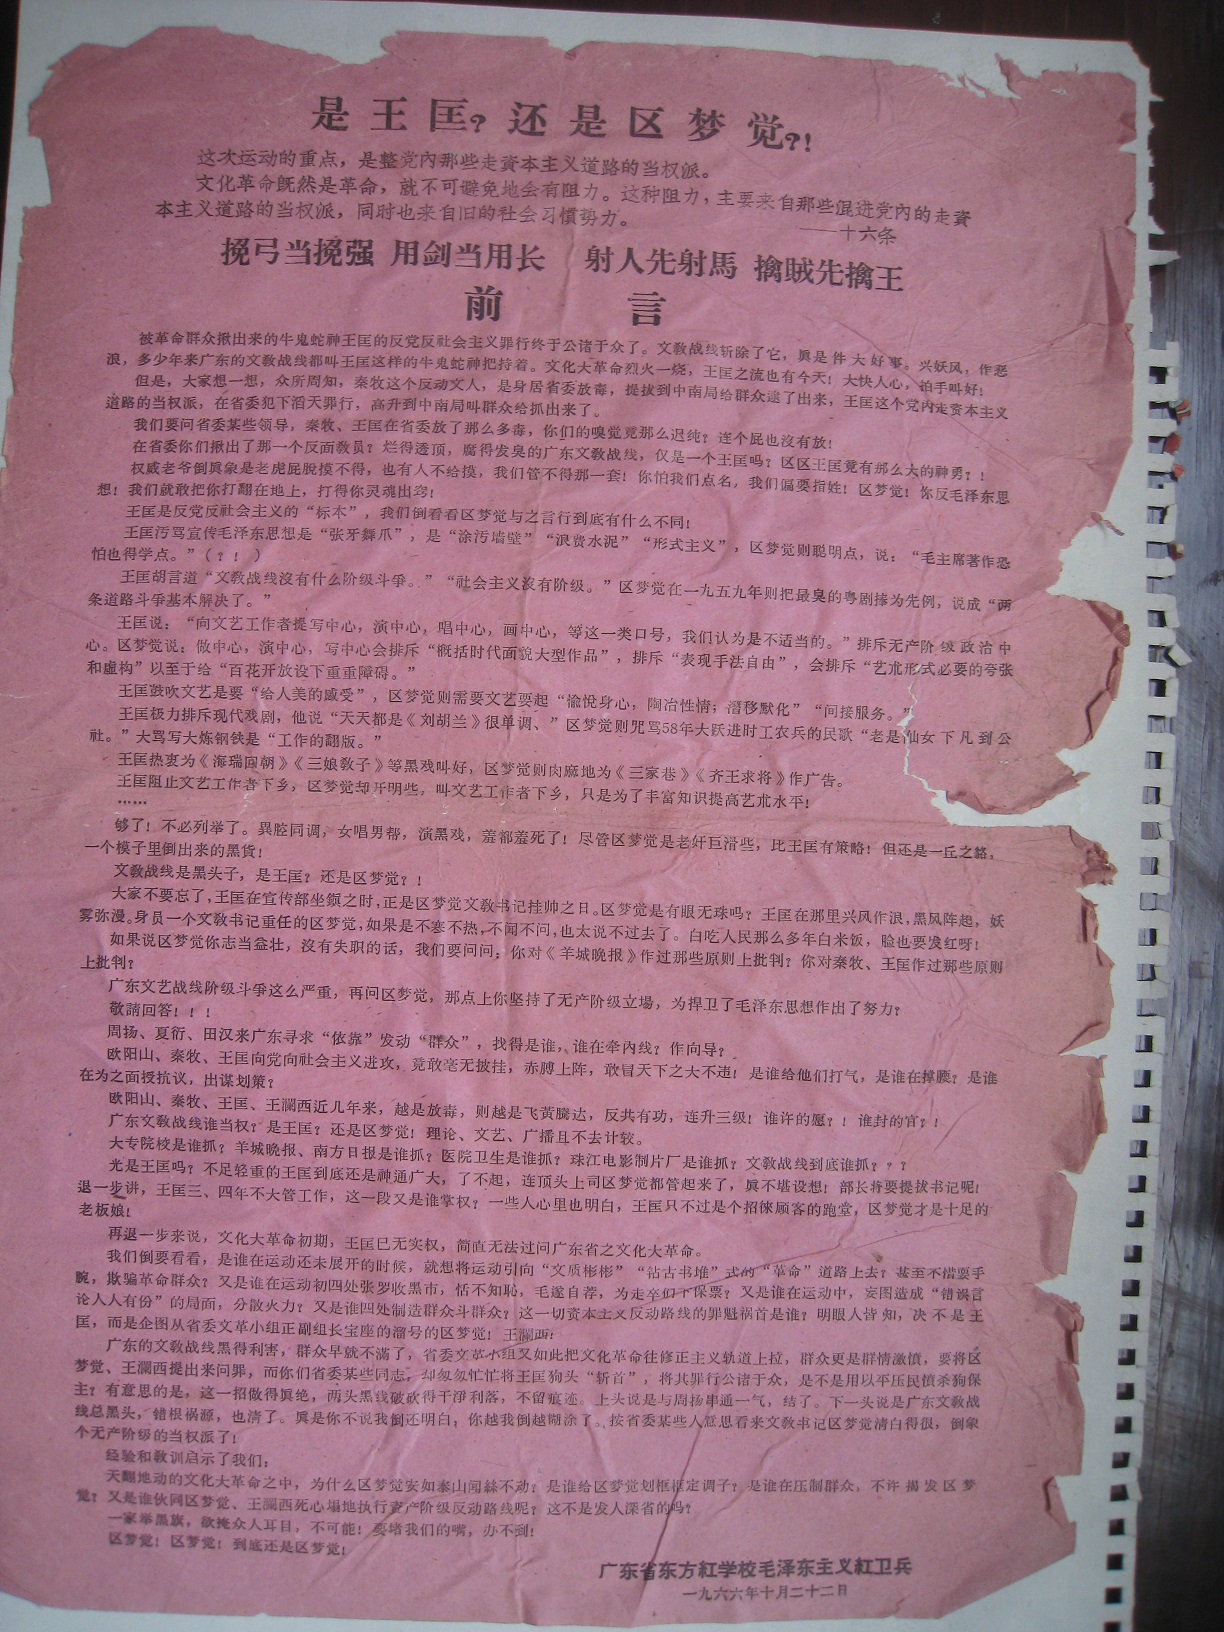 是王匡？还是区梦觉？！
这次运动的重点，是整党內那些走資本主义道路的当权派。
文化革命旣然是革命，就不可避免地会有阻力。这种阻力，主要来自那些混进党內的走資
本主义道路的当权派，同时也来自旧的社会习慣势力。
——十六条
挽弓当挽强 用剑当用长 射人先射馬 擒贼先擒王
前 言
被革命群众揪出来的牛鬼蛇神王匡的反党反社会主义罪行终于公诸于众了。文敎战线斩除了它，眞是件大好事。兴妖风，作恶
浪，多少年来广东的文敎战线都叫王匡这样的牛鬼蛇神把持着。文化大革命烈火一烧，王匡之流也有今天！大快人心，拍手叫好！
但是，大家想一想，众所周知，秦牧这个反动文人，是身居省委放毒，提拔到中南局给群众逮了出来，王匡这个党內走资本主义
道路的当权派，在省委犯下滔天罪行，高升到中南局叫群众给抓出来了。
我们要问省委某些领导，秦牧、王匡在省委放了那么多毒，你们的嗅觉竟那么迟纯？连个屁也沒有放！
在省委你们揪出了那一个反面敎員？烂得透顶，腐得发臭的广东文敎战线，仅是一个王匡吗？区区王匡竟有那么大的神勇？！
权威老爷倒眞象是老虎屁脫摸不得，也有人不给摸，我们管不得那一套！你怕我们点名，我们偏要指姓！区梦觉！你反毛泽东思
想！我们就敢把你打翻在地上，打得你灵魂出窍！
王匡是反党反社会主义的“标本”，我们倒看看区梦觉与之言行到底有什么不同！
王匡汚骂宣传毛泽东思想是“张牙舞爪”，是“涂汚墙壁”“浪费水泥”“形式主义”，区梦觉则聪明点，说：“毛主席著作恐
怕也得学点。”（？！）
王匡胡言道“文敎战线沒有什么阶级斗爭。”“社会主义沒有阶级。”区梦觉在一九五九年则把最臭的粤剧捧为先例，说成“两
条道路斗爭基本解决了。”
王匡说：“向文艺工作者提写中心，演中心，唱中心，画中心，等这一类口号，我们认为是不适当的。”排斥无产阶级政治中
心。区梦觉说：做中心，演中心，写中心会排斥“概括时代面貌大型作品”，排斥“表现手法自由”，会排斥“艺朮形式必要的夸张
和虛构”以至于给“百花开放设下重重障碍。”
王匡鼓吹文艺是要“给人美的感受”，区梦觉则需要文艺要起“愉悅身心，陶冶性情；潛移默化”“间接服务。”
王匡极力排斥现代戏剧，他说“天天都是《刘胡兰》很单调、”区梦觉则咒骂58年大跃进时工农兵的民歌“老是仙女下凡到公
社。”大骂写大炼钢铁是“工作的翻版。”
王匡热衷为《海瑞回朝》《三娘敎子》等黑戏叫好，区梦觉则肉麻地为《三家巷》《齐王求将》作广告。
王匡阻止文艺工作者下乡，区梦觉却开明些，叫文艺工作者下乡，只是为了丰富知识提高艺朮水平！
……
够了！不必列举了。異腔同调，女唱男帮，演黑戏，羞都羞死了！尽管区梦觉是老奸巨滑些，比王匡有策略！但还是一丘之貉，
一个模子里倒出来的黑貨！
文敎战线是黑头子，是王匡？还是区梦觉？！
大家不要忘了，王匡在宣传部坐鎭之时，正是区梦觉文敎书记挂帅之日。区梦觉是有眼无珠吗？王匡在那里兴风作浪，黑风阵起，妖
雾弥漫。身员一个文敎书记重任的区梦觉，如果是不塞不热，不闻不问，也太说不过去了。白吃人民那么多年白米饭，脸也要发红呀！
如果说区梦觉你志当益壮，沒有失职的话，我们要问问：你对《羊城晚报》作过那些原则上批判？你对秦牧、王匡作过那些原则
上批判？
广东文艺战线阶级斗爭这么严重，再问区梦觉，那点上你坚持了无产阶级立場，为捍卫了毛泽东思想作出了努力？
敬請回答！！！
周扬、夏衍、田汉来广东寻求“依靠”发动“群众”，找得是谁，谁在牵內线？作向导？
欧阳山、秦牧、王匡向党向社会主义进攻，竟敢毫无披挂，赤膊上阵，敢冒天下之大不违！是谁给他们打气，是谁在撑腰？是谁
在为之面授抗议，出谋划策？
欧阳山、秦牧、王匡、王澜西近几年来，越是放毒，则越是飞黃騰达，反共有功，连升三级！谁许的愿？！谁封的官？！
广东文敎战线谁当权？是王匡？还是区梦觉！理论、文艺、广播且不去计较。
大专院校是谁抓？羊城晚报、南方日报是谁抓？医院卫生是谁抓？珠江电影制片厂是谁抓？文敎战线到底谁抓？？？
光是王匡吗？不足轻重的王匡到底还是神通广大，了不起，连顶头上司区梦觉都管起来了，眞不堪设想！部长将要提拔书记呢！
退一步讲，王匡三、四年不大管工作，这一段又是谁掌权？一些人心里也明白，王匡只不过是个招徠顾客的跑堂，区梦觉才是十足的
老板娘！
再退一步来说，文化大革命初期，王匡巳无实权，简直无法过问广东省之文化大革命。
我们倒要看看，是谁在运动还未展开的时候，就想将运动引向“文质彬彬”“钻古书堆”式的“革命”道路上去？甚至不惜耍手
腕，欺骗革命群众？又是谁在运动初四处张罗收黑市，恬不知恥，毛遂自荐，为走卒们下保票？又是谁在运动中，妄图造成“错误言
论人人有份”的局面，分散火力？又是谁四处制造群众斗群众？这一切资本主义反动路线的罪魁祸首是谁？明眼人皆知，决不是王
匡，而是企图从省委文革小组正副组长宝座的溜号的区梦觉！王澜西！
广东的文敎战线黑得利害，群众早就不滿了，省委文革小组又如此把文化革命往修正主义轨道上拉，群众更是群情激愤，要将区
梦觉、王澜西提出来问罪，而你们省委某些同志，却匆匆忙忙将王匡狗头“斩首”，将其罪行公诸于众，是不是用以平压民愤杀狗保
主？有意思的是，这一招做得眞绝，两头黑线破砍得干淨利落，不留痕迹。上头说是与周扬串通一气，结了。下一头说是广东文敎战
线总黑头，错根祸源，也清了。眞是你不说我倒还明白，你越我倒越糊涂了。按省委某些人意思看来文敎书记区梦觉清白得很，倒象
个无产阶级的当权派了！
经验和敎训启示了我们：
天翻地动的文化大革命之中，为什么区梦觉安如泰山闻絲不动？是谁给区梦觉划框框定调子？是谁在压制群众，不许揭发区梦
觉？又是谁伙同区梦觉、王澜西死心塌地执行资产阶级反动路线呢？这不是发人深省的吗？
一家举黑旗，欲掩众人耳目，不可能！要堵我们的嘴，办不到！
区梦觉！区梦觉！到底还是区梦觉！
广东省东方紅学校毛泽东主义紅卫兵
一九六六年十月二十二日